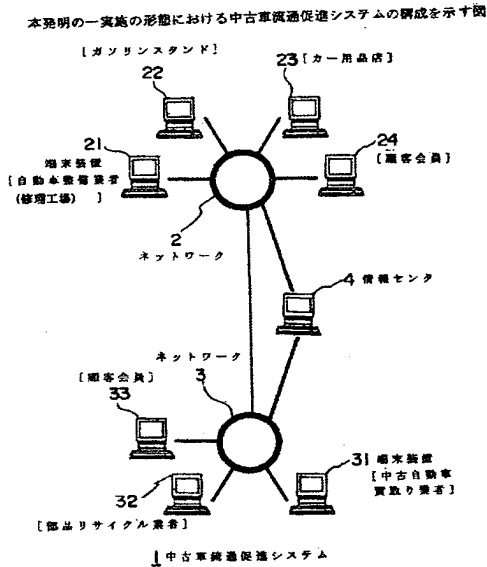 本発明の一実施の形態における中古車流通促進システムの構成を示す図
[ガソリンスタンド]
22
23 [カー用品店]
21
端末装置
[自動車整備業者
(修理工場) ]
24
[顧客会員]
2
ネットワーク
4 情報センタ
ネットワーク
3
[顧客会員]
33
31 端末装置
[中古自動車
買取り業者]
32
[部品リサイクル業者]
1 中古車流通促進システム